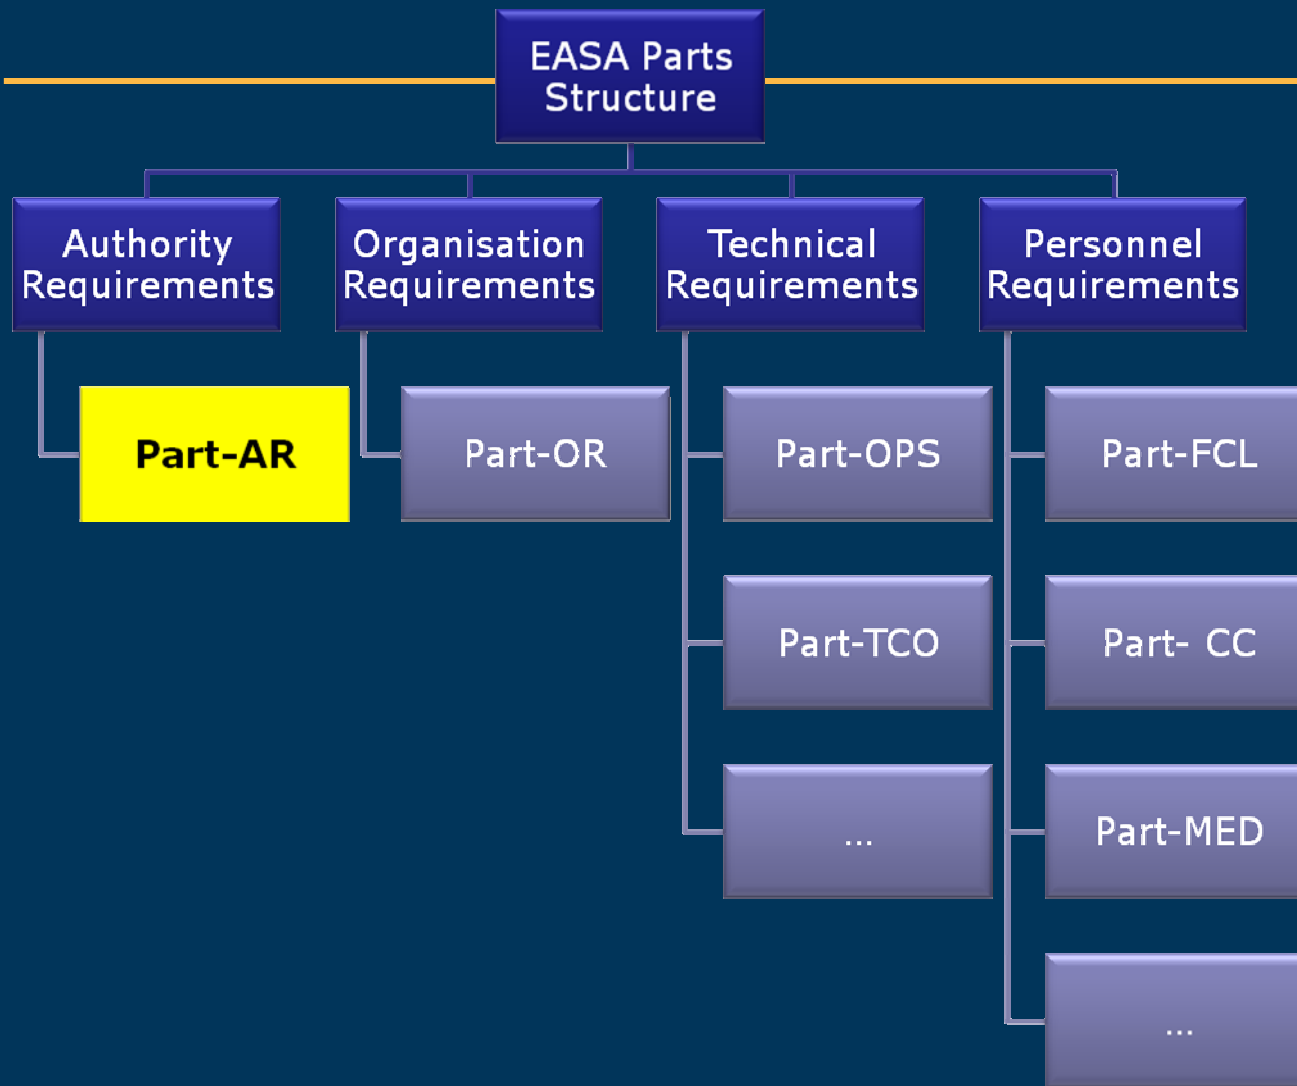 EASA Parts
Structure
Authority
Requirements
Organisation
Requirements
Technical
Requirements
Personnel
Requirements
Part-AR
Part-OR
Part-OPS
Part-FCL
Part-TCO
Part- CC
...
Part-MED
...